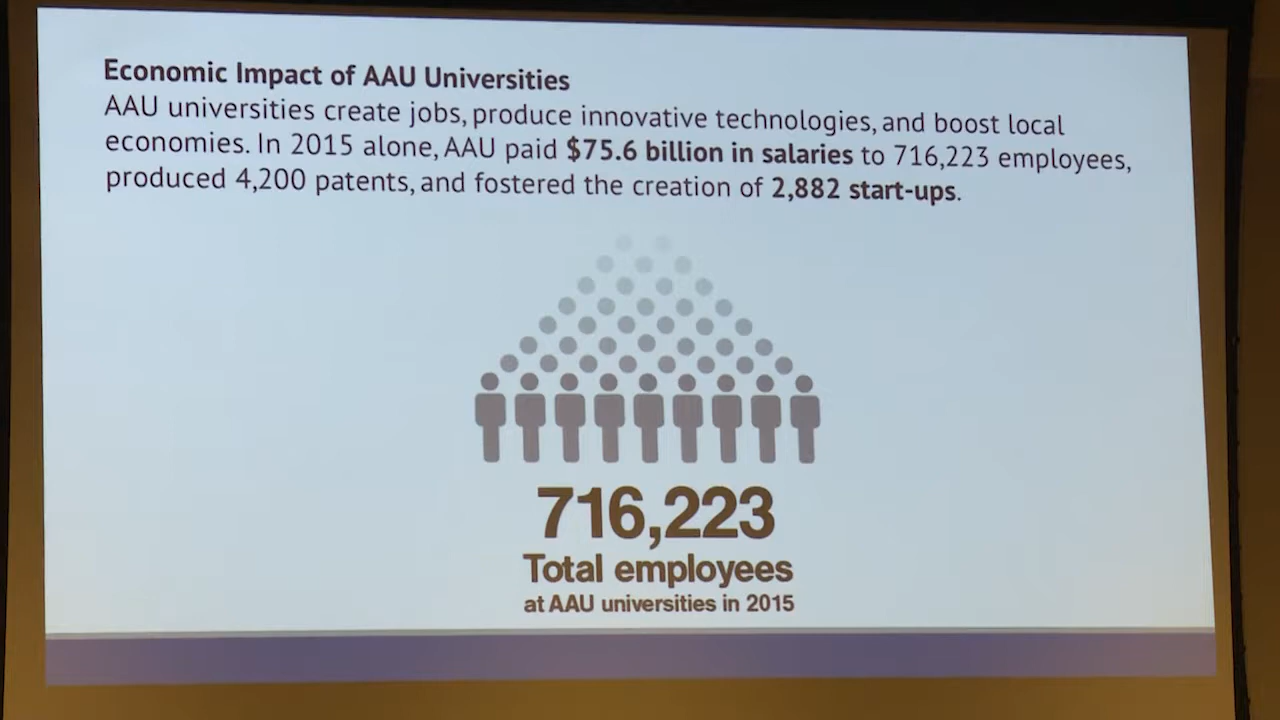 Economic Impact of AAU Universities
AAU universities create jobs, produce innovative technologies, and boost local
economies. In 2015 alone, AAU paid $75.6 billion in salaries to 716,223 employees,
produced 4,200 patents, and fostered the creation of 2,882 start-ups.
716,223
Total employees
at AAU universities in 2015